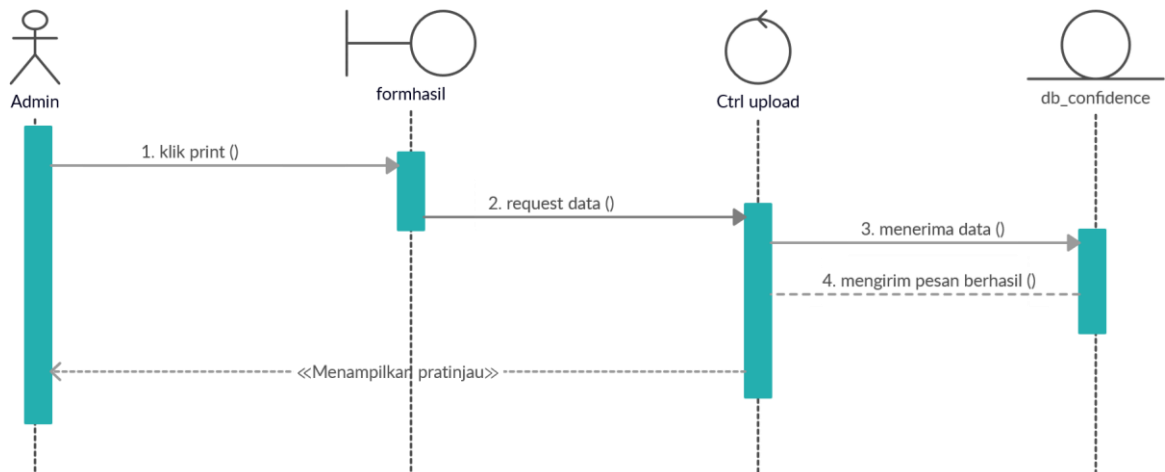 Admin
formhasil
Ctrl upload
db_confidence
1. klik print ()
2. request data ()
3. menerima data ()
4. mengirim pesan berhasil ()
≪Menampilkan pratinjau≫